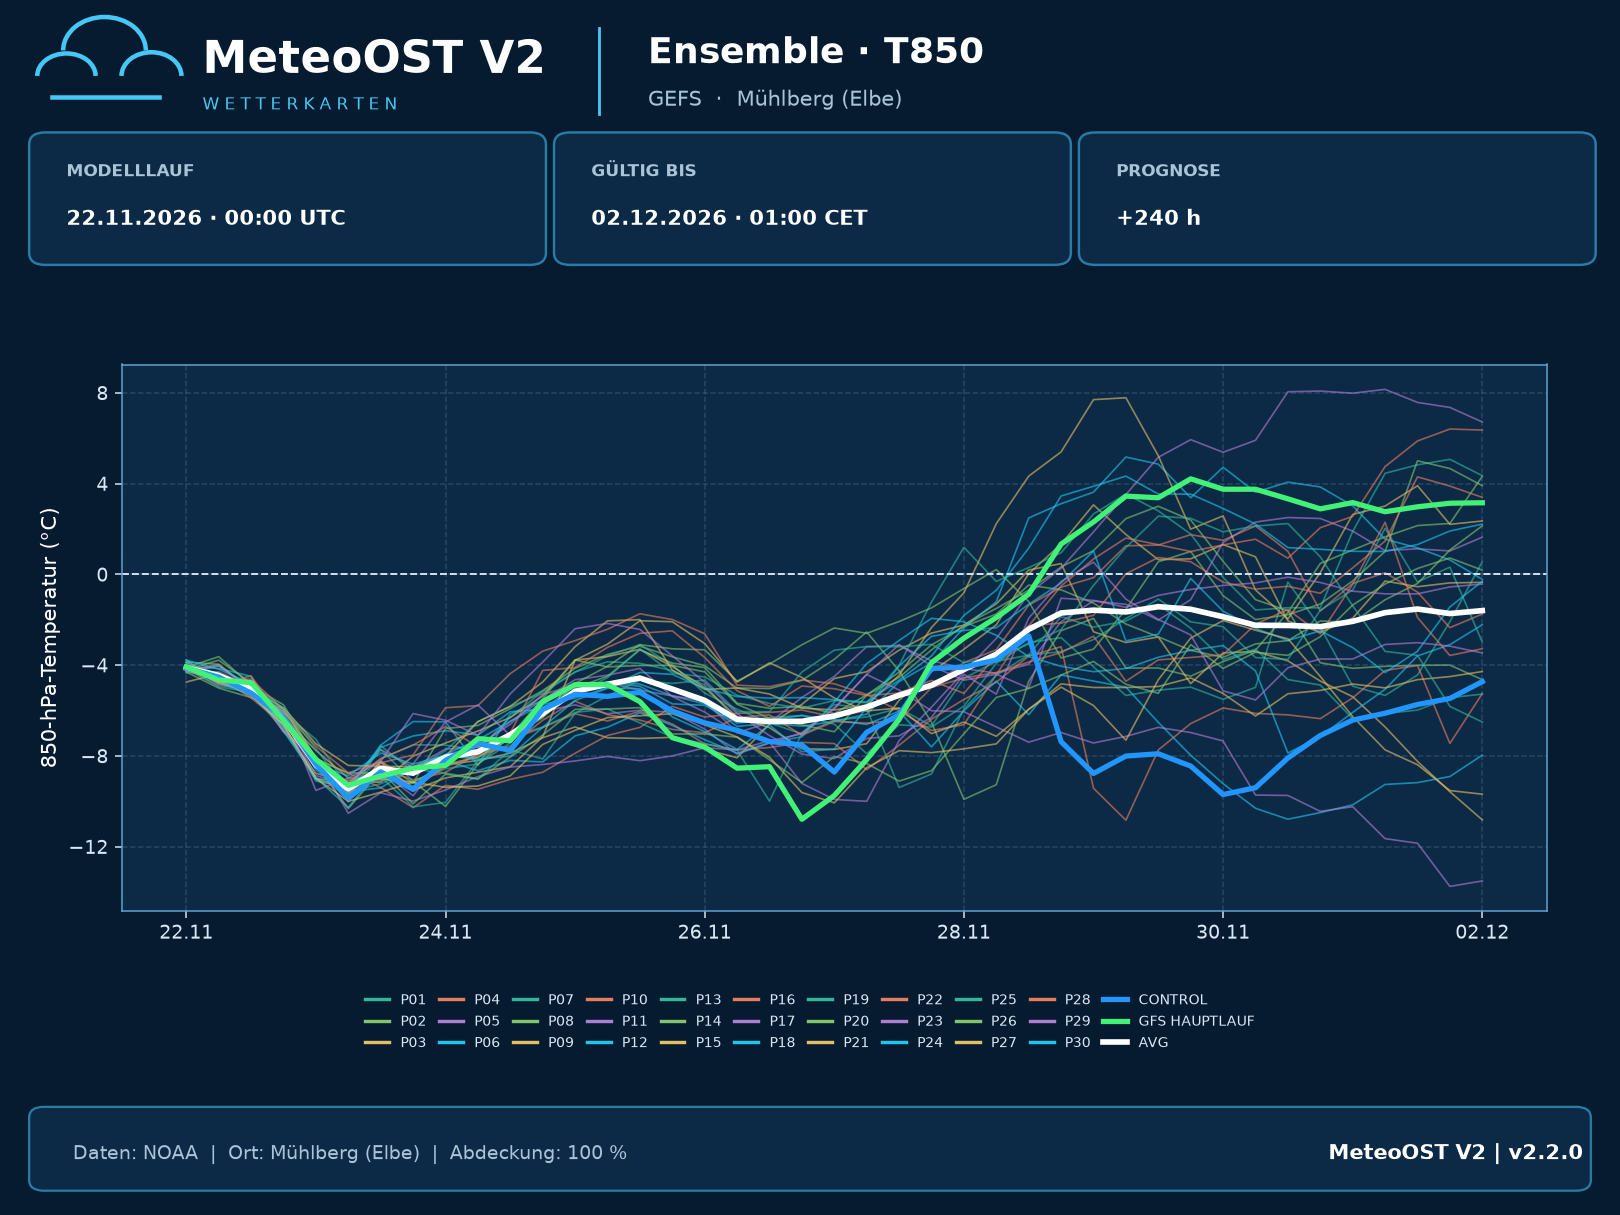 MeteoOST V2
WETTERKARTEN
Ensemble · T850
GEFS · Mühlberg (Elbe)
MODELLLAUF
22.11.2026 · 00:00 UTC
GÜLTIG BIS
02.12.2026 · 01:00 CET
PROGNOSE
+240 h
850-hPa-Temperatur (°C)
8
4
0
−4
−8
−12
22.11 24.11 26.11 28.11 30.11 02.12
P01 P04 P07 P10 P13 P16 P19 P22 P25 P28 CONTROL
P02 P05 P08 P11 P14 P17 P20 P23 P26 P29 GFS HAUPTLAUF
P03 P06 P09 P12 P15 P18 P21 P24 P27 P30 AVG
Daten: NOAA | Ort: Mühlberg (Elbe) | Abdeckung: 100 %
MeteoOST V2 | v2.2.0